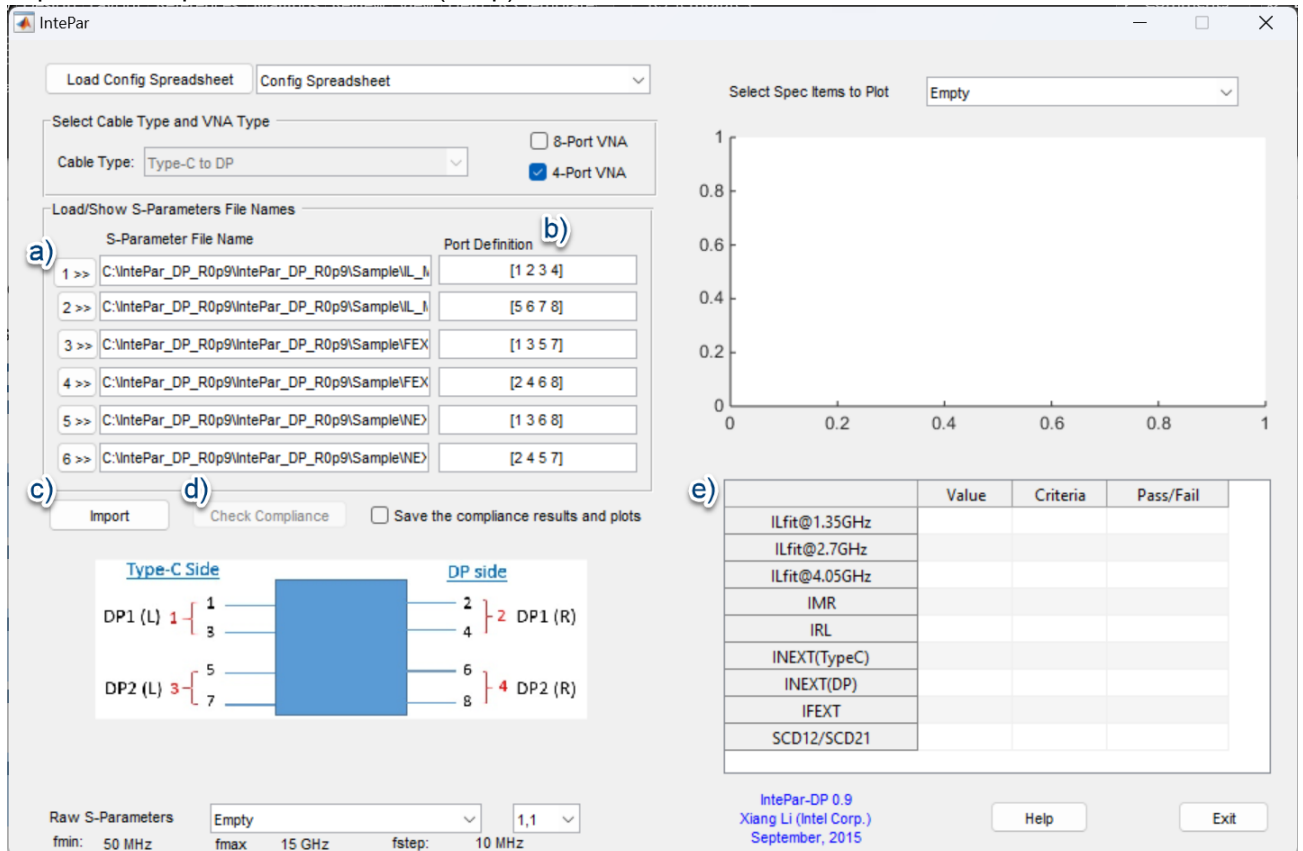 IntePar
Load Config Spreadsheet
Config Spreadsheet
Select Cable Type and VNA Type
Cable Type:
Type-C to DP
8-Port VNA
4-Port VNA
Load/Show S-Parameters File Names
S-Parameter File Name
Port Definition
a)
b)
1 >> C:\IntePar_DP_R0p9\IntePar_DP_R0p9\Sample\IL_ [1 2 3 4]
2 >> C:\IntePar_DP_R0p9\IntePar_DP_R0p9\Sample\IL_ [5 6 7 8]
3 >> C:\IntePar_DP_R0p9\IntePar_DP_R0p9\Sample\FEX [1 3 5 7]
4 >> C:\IntePar_DP_R0p9\IntePar_DP_R0p9\Sample\FEX [2 4 6 8]
5 >> C:\IntePar_DP_R0p9\IntePar_DP_R0p9\Sample\NEX [1 3 6 8]
6 >> C:\IntePar_DP_R0p9\IntePar_DP_R0p9\Sample\NEX [2 4 5 7]
c)
d)
Import
Check Compliance
Save the compliance results and plots
Type-C Side
DP side
DP1 (L) 1 1 3
2 4 2 DP1 (R)
DP2 (L) 3 5 7
6 8 4 DP2 (R)
Raw S-Parameters
Empty
1,1
fmin: 50 MHz fmax 15 GHz fstep: 10 MHz
Select Spec Items to Plot
Empty
1
0.8
0.6
0.4
0.2
0
0 0.2 0.4 0.6 0.8 1
e)
Value Criteria Pass/Fail
ILfit@1.35GHz
ILfit@2.7GHz
ILfit@4.05GHz
IMR
IRL
INEXT(TypeC)
INEXT(DP)
IFEXT
SCD12/SCD21
IntePar-DP 0.9
Xiang Li (Intel Corp.)
September, 2015
Help
Exit